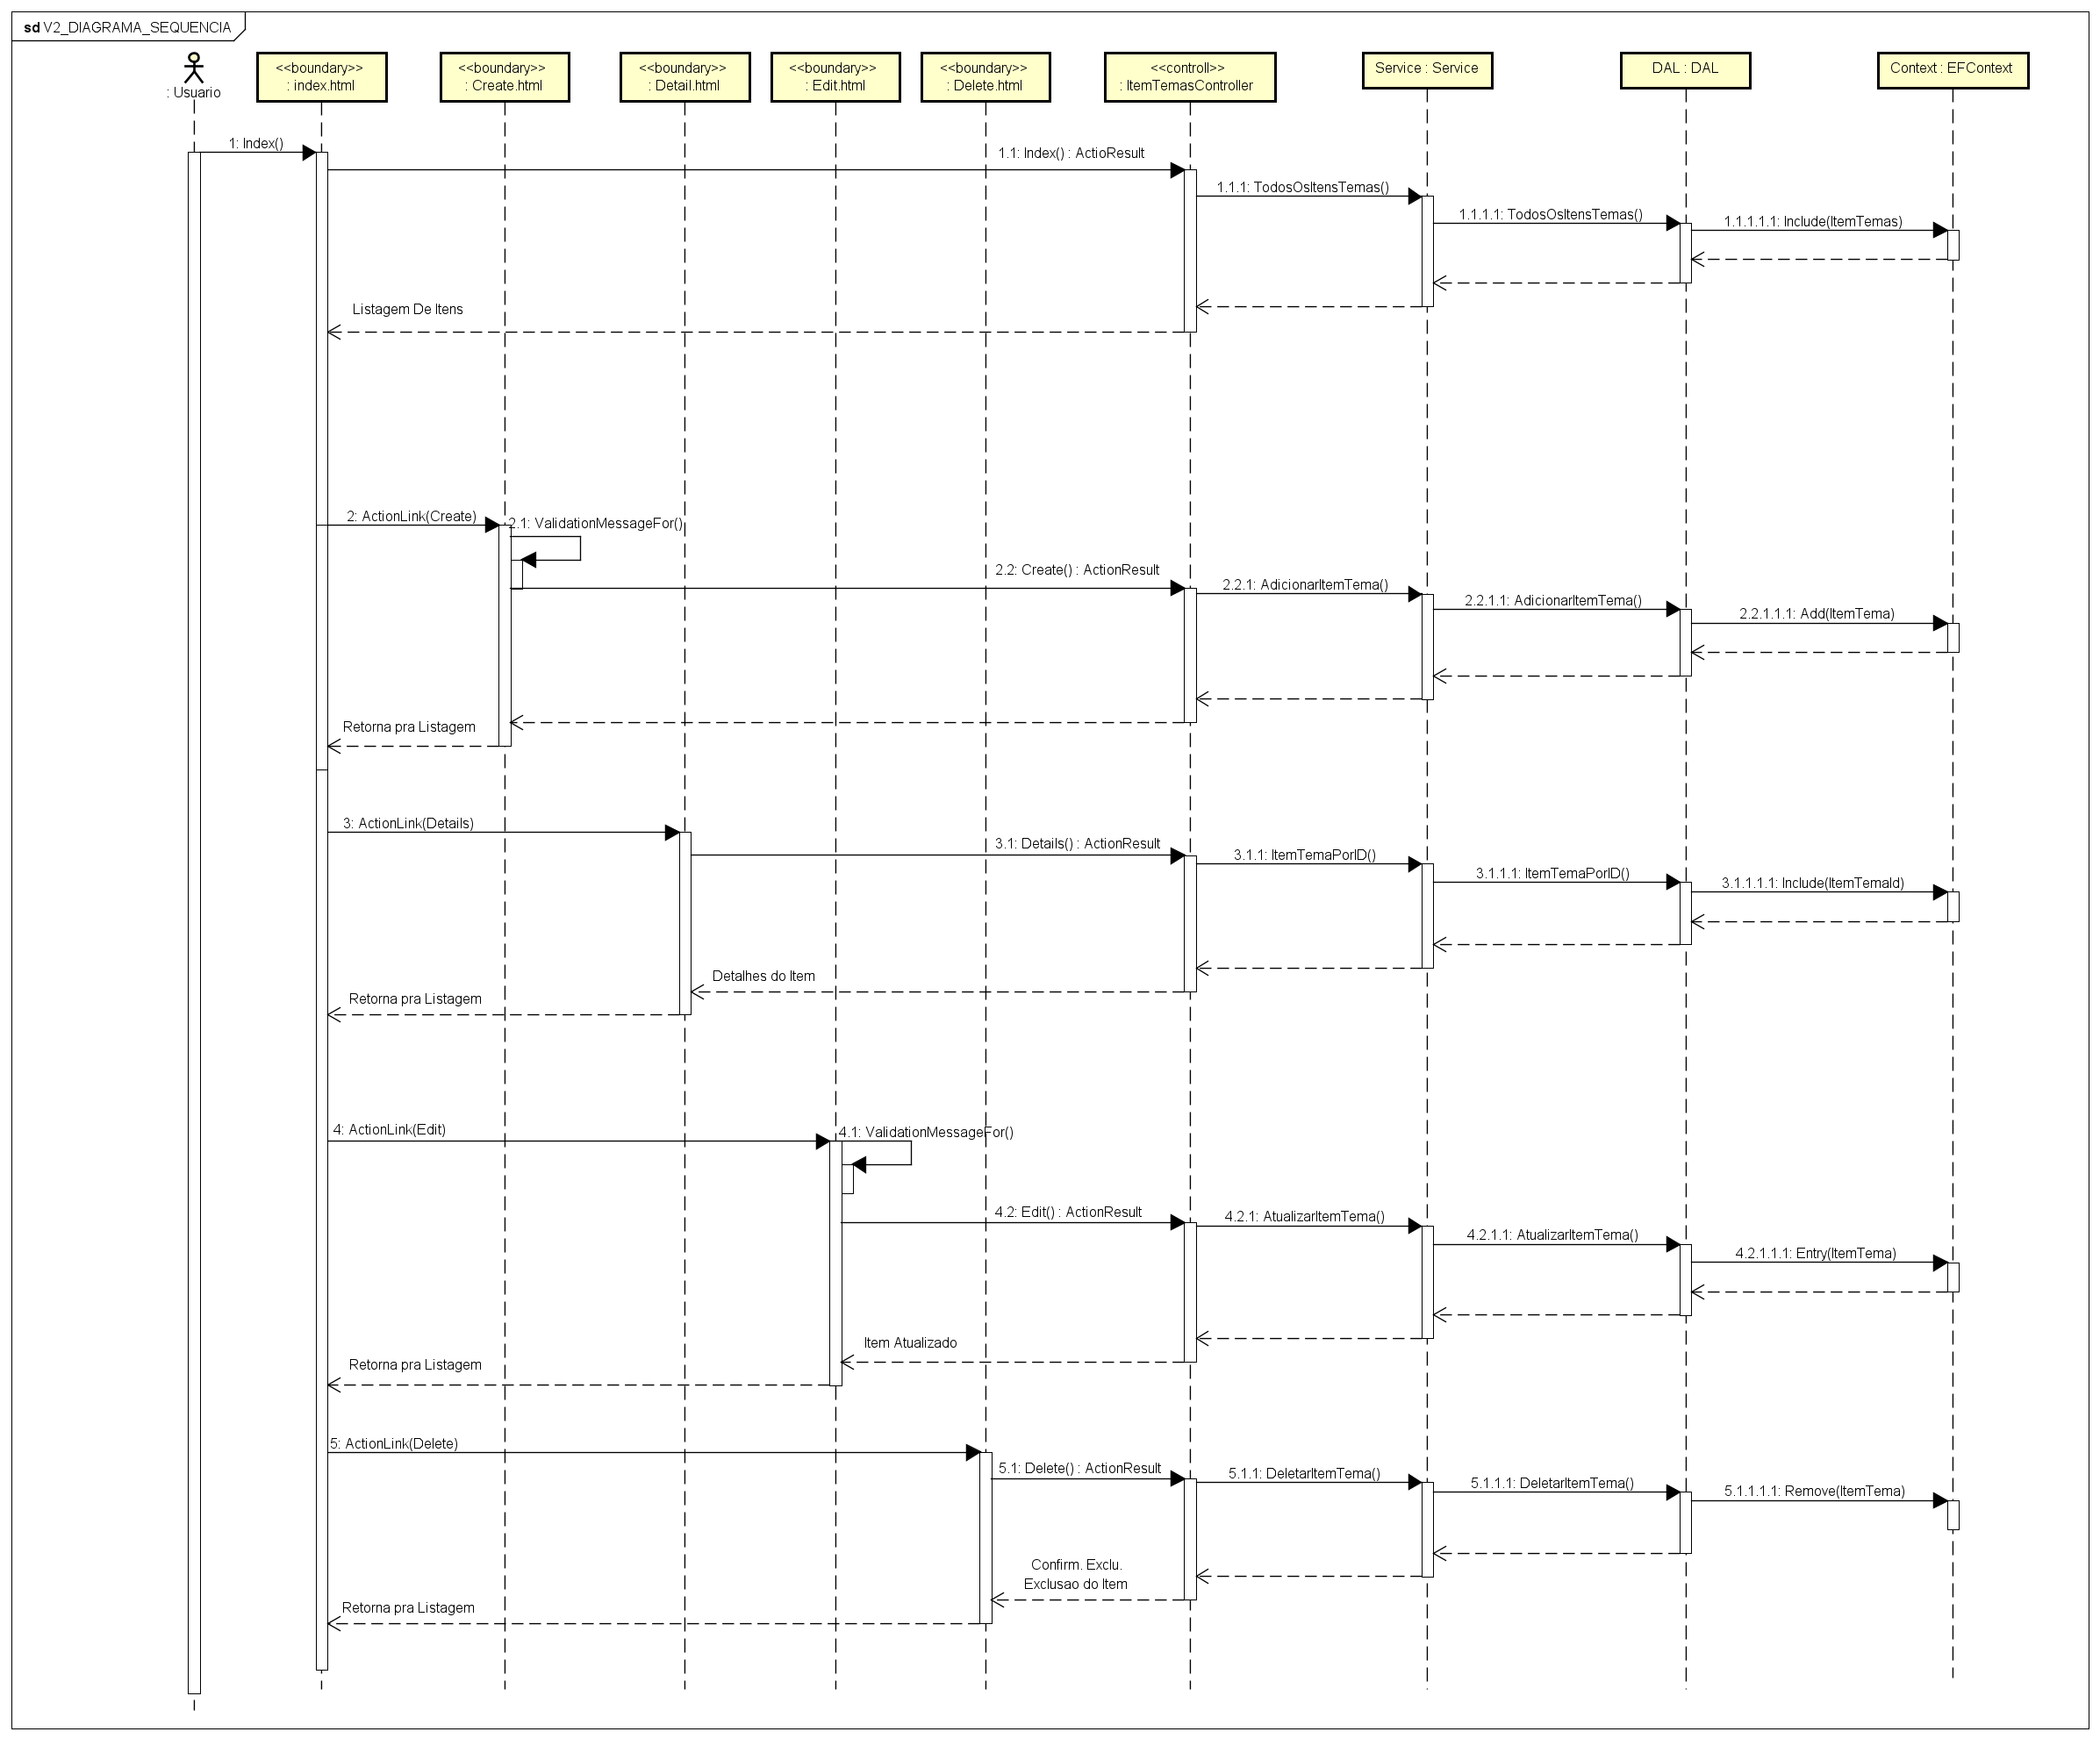 sd V2_DIAGRAMA_SEQUENCIA
: Usuario
<<boundary>>
: index.html
<<boundary>>
: Create.html
<<boundary>>
: Detail.html
<<boundary>>
: Edit.html
<<boundary>>
: Delete.html
<<controll>>
: ItemTemasController
Service : Service
DAL : DAL
Context : EFContext
1: Index()
1.1: Index() : ActioResult
1.1.1: TodosOsItensTemas()
1.1.1.1: TodosOsItensTemas()
1.1.1.1.1: Include(ItemTemas)
Listagem De Itens
2: ActionLink(Create)
2.1: ValidationMessageFor()
2.2: Create() : ActionResult
2.2.1: AdicionarItemTema()
2.2.1.1: AdicionarItemTema()
2.2.1.1.1: Add(ItemTema)
Retorna pra Listagem
3: ActionLink(Details)
3.1: Details() : ActionResult
3.1.1: ItemTemaPorID()
3.1.1.1: ItemTemaPorID()
3.1.1.1.1: Include(ItemTemaId)
Detalhes do Item
Retorna pra Listagem
4: ActionLink(Edit)
4.1: ValidationMessageFor()
4.2: Edit() : ActionResult
4.2.1: AtualizarItemTema()
4.2.1.1: AtualizarItemTema()
4.2.1.1.1: Entry(ItemTema)
Item Atualizado
Retorna pra Listagem
5: ActionLink(Delete)
5.1: Delete() : ActionResult
5.1.1: DeletarItemTema()
5.1.1.1: DeletarItemTema()
5.1.1.1.1: Remove(ItemTema)
Confirm. Exclu.
Exclusao do Item
Retorna pra Listagem